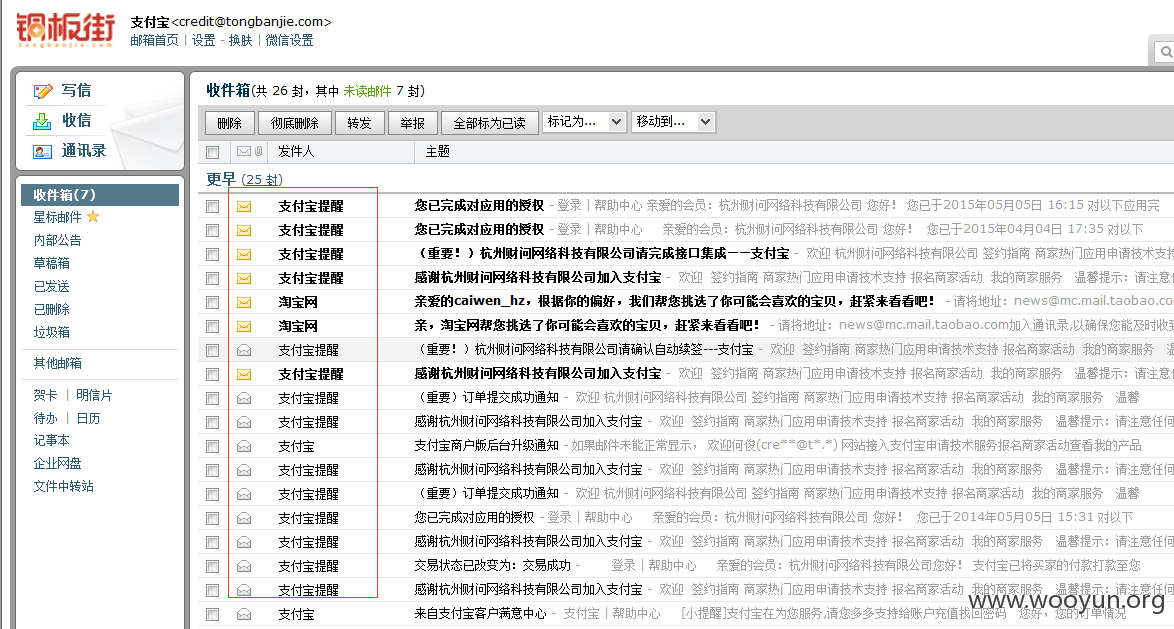 铜板街
tongbanjie.com
支付宝<credit@tongbanjie.com>
邮箱首页 | 设置 - 换肤 | 微信设置
写信
收信
通讯录
收件箱(7)
星标邮件
内部公告
草稿箱
已发送
已删除
垃圾箱
其他邮箱
贺卡 | 明信片
待办 | 日历
记事本
企业网盘
文件中转站
收件箱(共 26 封，其中 未读邮件 7 封)
删除 彻底删除 转发 举报 全部标为已读 标记为... 移动到...
发件人 主题
更早 (25 封)
支付宝提醒 您已完成对应用的授权 - 登录 | 帮助中心 亲爱的会员：杭州财问网络科技有限公司 您好！ 您已于2015年05月05日 16:15 对以下应用完
支付宝提醒 您已完成对应用的授权 - 登录 | 帮助中心 亲爱的会员：杭州财问网络科技有限公司 您好！ 您已于2015年04月04日 17:35 对以下
支付宝提醒 （重要！）杭州财问网络科技有限公司请完成接口集成——支付宝 - 欢迎 杭州财问网络科技有限公司 签约指南 商家热门应用申请技术支持
支付宝提醒 感谢杭州财问网络科技有限公司加入支付宝 - 欢迎 签约指南 商家热门应用申请技术支持 报名商家活动 我的商家服务 温馨提示：请注意
淘宝网 亲爱的caiwen_hz，根据你的偏好，我们帮您挑选了你可能会喜欢的宝贝，赶紧来看看吧！ - 请将地址：news@mc.mail.taobao.co
淘宝网 亲，淘宝网帮您挑选了你可能会喜欢的宝贝，赶紧来看看吧！ - 请将地址：news@mc.mail.taobao.com加入通讯录,以确保您能及时收到
支付宝提醒 （重要！）杭州财问网络科技有限公司请确认自动续签---支付宝 - 欢迎 签约指南 商家热门应用申请技术支持 报名商家活动 我的商家服务
支付宝提醒 感谢杭州财问网络科技有限公司加入支付宝 - 欢迎 签约指南 商家热门应用申请技术支持 报名商家活动 我的商家服务 温馨提示：请注意
支付宝提醒 （重要）订单提交成功通知 - 欢迎 杭州财问网络科技有限公司 签约指南 商家热门应用申请技术支持 报名商家活动 我的商家服务 温馨
支付宝提醒 感谢杭州财问网络科技有限公司加入支付宝 - 欢迎 签约指南 商家热门应用申请技术支持 报名商家活动 我的商家服务 温馨提示：请注意任何
支付宝 支付宝商户版后台升级通知 - 如果邮件未能正常显示， 欢迎何俊(cre**@t*.*) 网站接入支付宝申请技术服务报名商家活动查看我的产品
支付宝提醒 感谢杭州财问网络科技有限公司加入支付宝 - 欢迎 签约指南 商家热门应用申请技术支持 报名商家活动 我的商家服务 温馨提示：请注意任何
支付宝提醒 （重要）订单提交成功通知 - 欢迎 杭州财问网络科技有限公司 签约指南 商家热门应用申请技术支持 报名商家活动 我的商家服务 温馨
支付宝提醒 您已完成对应用的授权 - 登录 | 帮助中心 亲爱的会员：杭州财问网络科技有限公司 您好！ 您已于2014年05月05日 15:31 对以下
支付宝提醒 感谢杭州财问网络科技有限公司加入支付宝 - 欢迎 签约指南 商家热门应用申请技术支持 报名商家活动 我的商家服务 温馨提示：请注意任何
支付宝提醒 交易状态已改变为：交易成功 - 登录 | 帮助中心 亲爱的会员：杭州财问网络科技有限公司您好！ 支付宝已将买家的付款打款至您
支付宝提醒 感谢杭州财问网络科技有限公司加入支付宝 - 欢迎 签约指南 商家热门应用申请技术支持 报名商家活动 我的商家服务 温馨提示：请注意任何
支付宝 来自支付宝客户满意中心 - 支付宝 | 帮助中心 [小提醒]支付宝在为您服务,请您多多支持给账户充值找回密码 您好，您的订单情况
www.wooyun.org